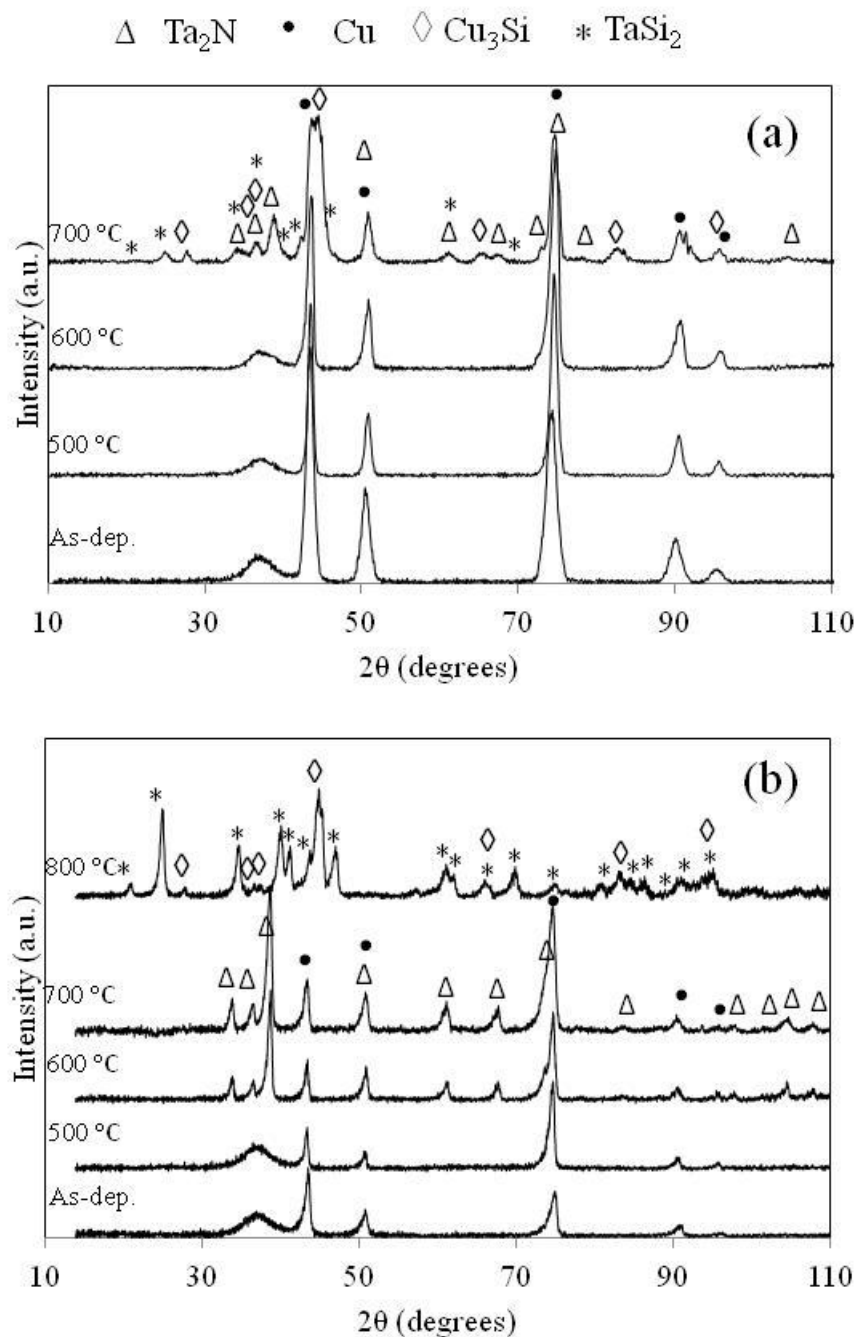 Δ Ta₂N • Cu ◊ Cu₃Si * TaSi₂
(a)
700 °C
600 °C
500 °C
As-dep.
Intensity (a.u.)
10 30 50 70 90 110
2θ (degrees)
(b)
800 °C
700 °C
600 °C
500 °C
As-dep.
Intensity (a.u.)
10 30 50 70 90 110
2θ (degrees)